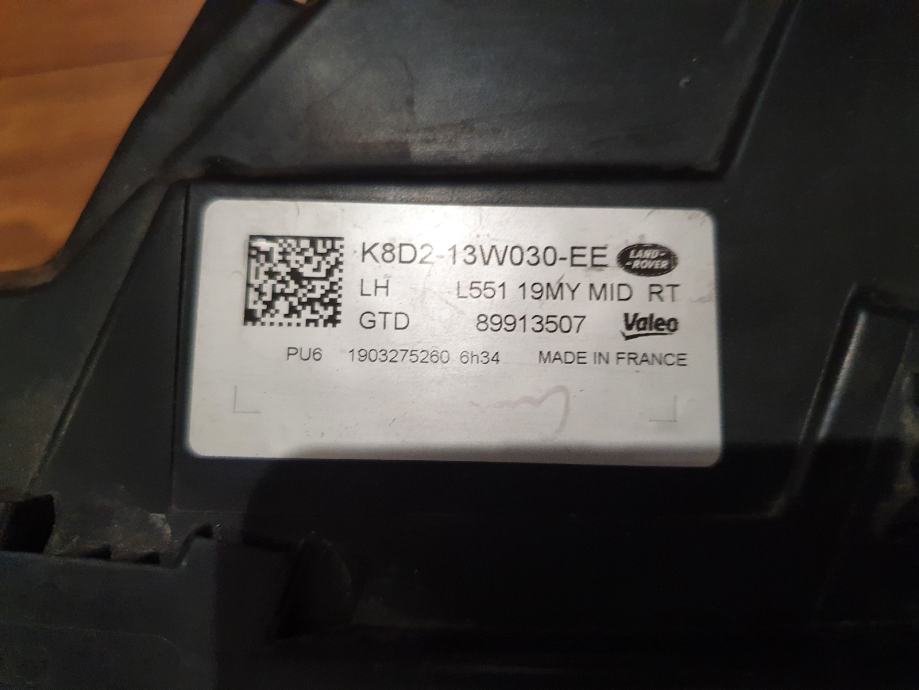 K8D2-13W030-EE LAND-ROVER
LH L551 19MY MID RT
GTD 89913507 Valeo
PU6 1903275260 6h34 MADE IN FRANCE